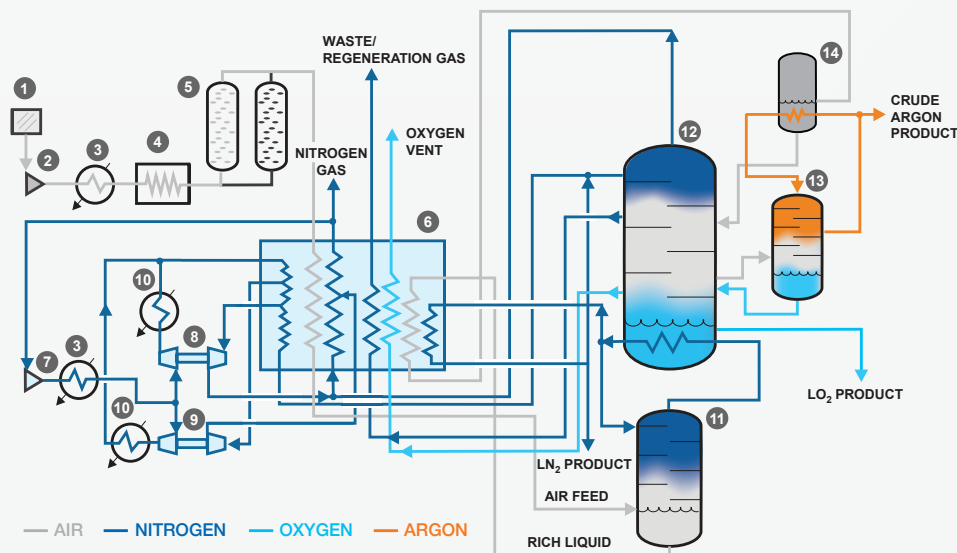 WASTE/
REGENERATION GAS
14
1
5
CRUDE
ARGON
PRODUCT
OXYGEN
VENT
12
2
3
4
NITROGEN
GAS
13
6
10
8
7
3
LO₂ PRODUCT
10
9
11
LN₂ PRODUCT
AIR FEED
AIR
NITROGEN
OXYGEN
ARGON
RICH LIQUID